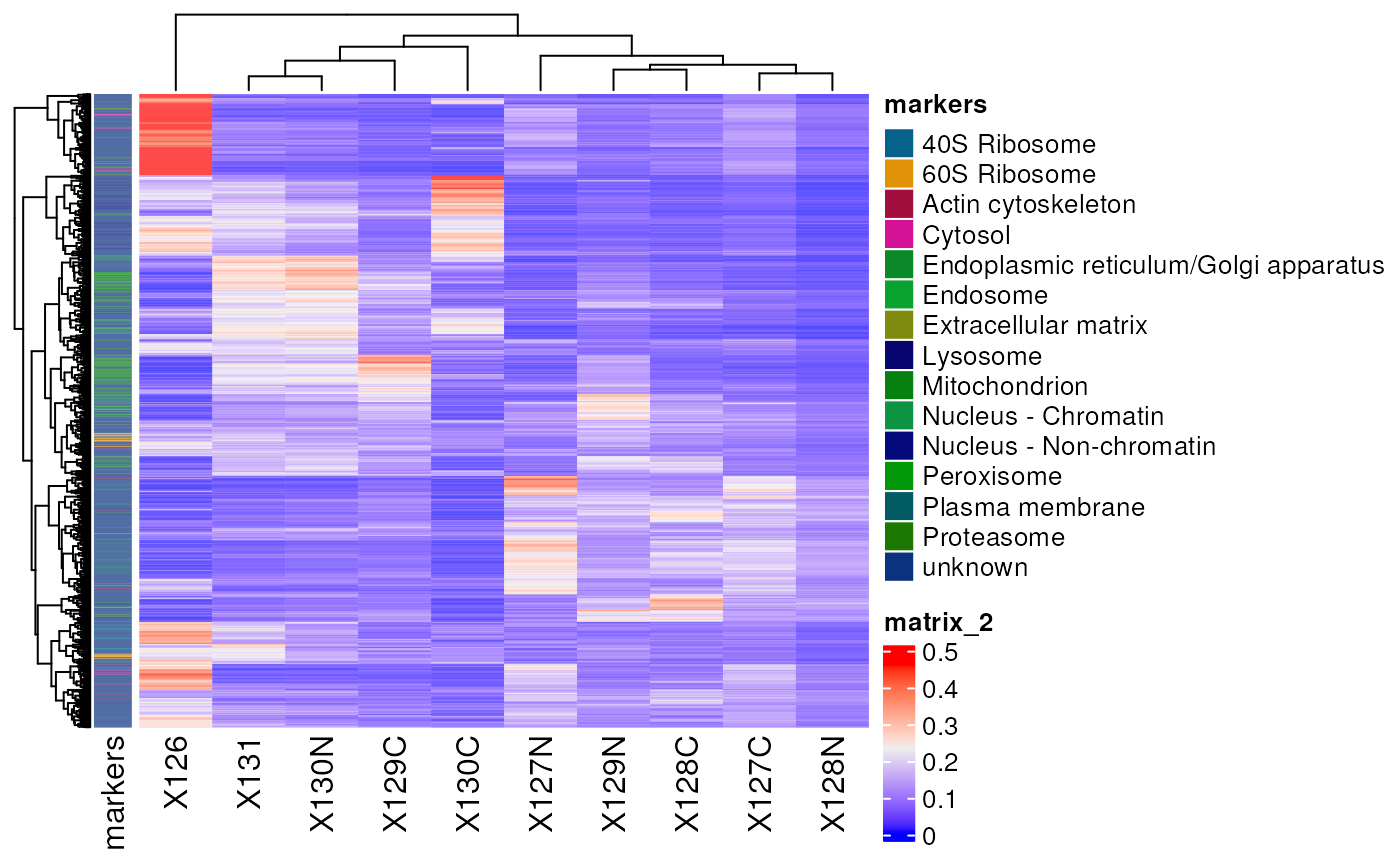 markers
40S Ribosome
60S Ribosome
Actin cytoskeleton
Cytosol
Endoplasmic reticulum/Golgi apparatus
Endosome
Extracellular matrix
Lysosome
Mitochondrion
Nucleus - Chromatin
Nucleus - Non-chromatin
Peroxisome
Plasma membrane
Proteasome
unknown
matrix_2
0.5
0.4
0.3
0.2
0.1
0
markers
X126
X131
X130N
X129C
X130C
X127N
X129N
X128C
X127C
X128N